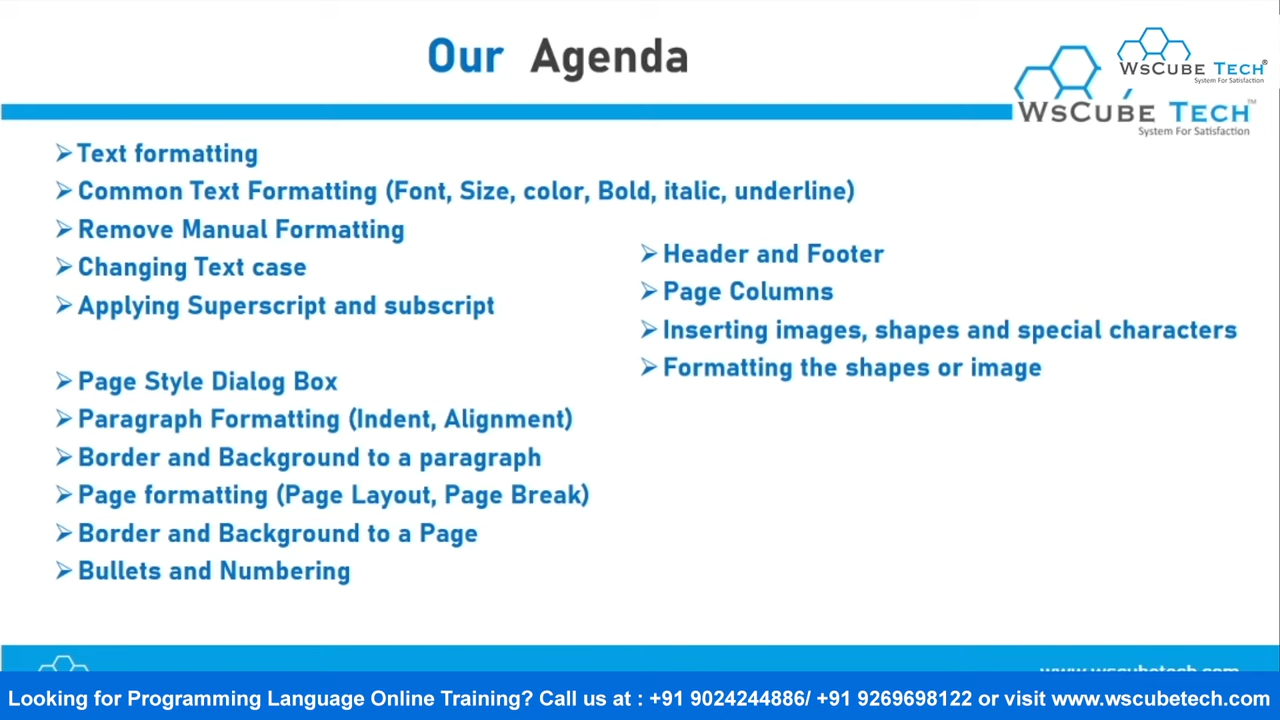 Our Agenda
WsCube Tech®
System For Satisfaction
WsCube Tech™
System For Satisfaction
Text formatting
Common Text Formatting (Font, Size, color, Bold, italic, underline)
Remove Manual Formatting
Changing Text case
Applying Superscript and subscript
Page Style Dialog Box
Paragraph Formatting (Indent, Alignment)
Border and Background to a paragraph
Page formatting (Page Layout, Page Break)
Border and Background to a Page
Bullets and Numbering
Header and Footer
Page Columns
Inserting images, shapes and special characters
Formatting the shapes or image
www.wscubetech.com
Looking for Programming Language Online Training? Call us at : +91 9024244886/ +91 9269698122 or visit www.wscubetech.com